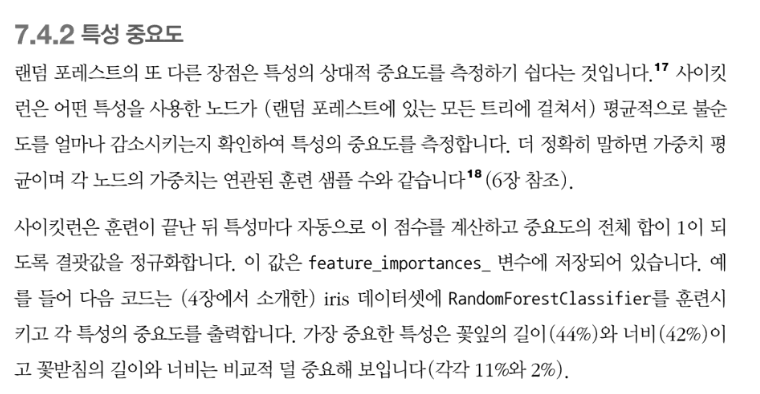 7.4.2 특성 중요도
랜덤 포레스트의 또 다른 장점은 특성의 상대적 중요도를 측정하기 쉽다는 것입니다.17 사이킷
런은 어떤 특성을 사용한 노드가 (랜덤 포레스트에 있는 모든 트리에 걸쳐서) 평균적으로 불순
도를 얼마나 감소시키는지 확인하여 특성의 중요도를 측정합니다. 더 정확히 말하면 가중치 평
균이며 각 노드의 가중치는 연관된 훈련 샘플 수와 같습니다18(6장 참조).
사이킷런은 훈련이 끝난 뒤 특성마다 자동으로 이 점수를 계산하고 중요도의 전체 합이 1이 되
도록 결괏값을 정규화합니다. 이 값은 feature_importances_ 변수에 저장되어 있습니다. 예
를 들어 다음 코드는 (4장에서 소개한) iris 데이터셋에 RandomForestClassifier를 훈련시
키고 각 특성의 중요도를 출력합니다. 가장 중요한 특성은 꽃잎의 길이(44%)와 너비(42%)이
고 꽃받침의 길이와 너비는 비교적 덜 중요해 보입니다(각각 11%와 2%).